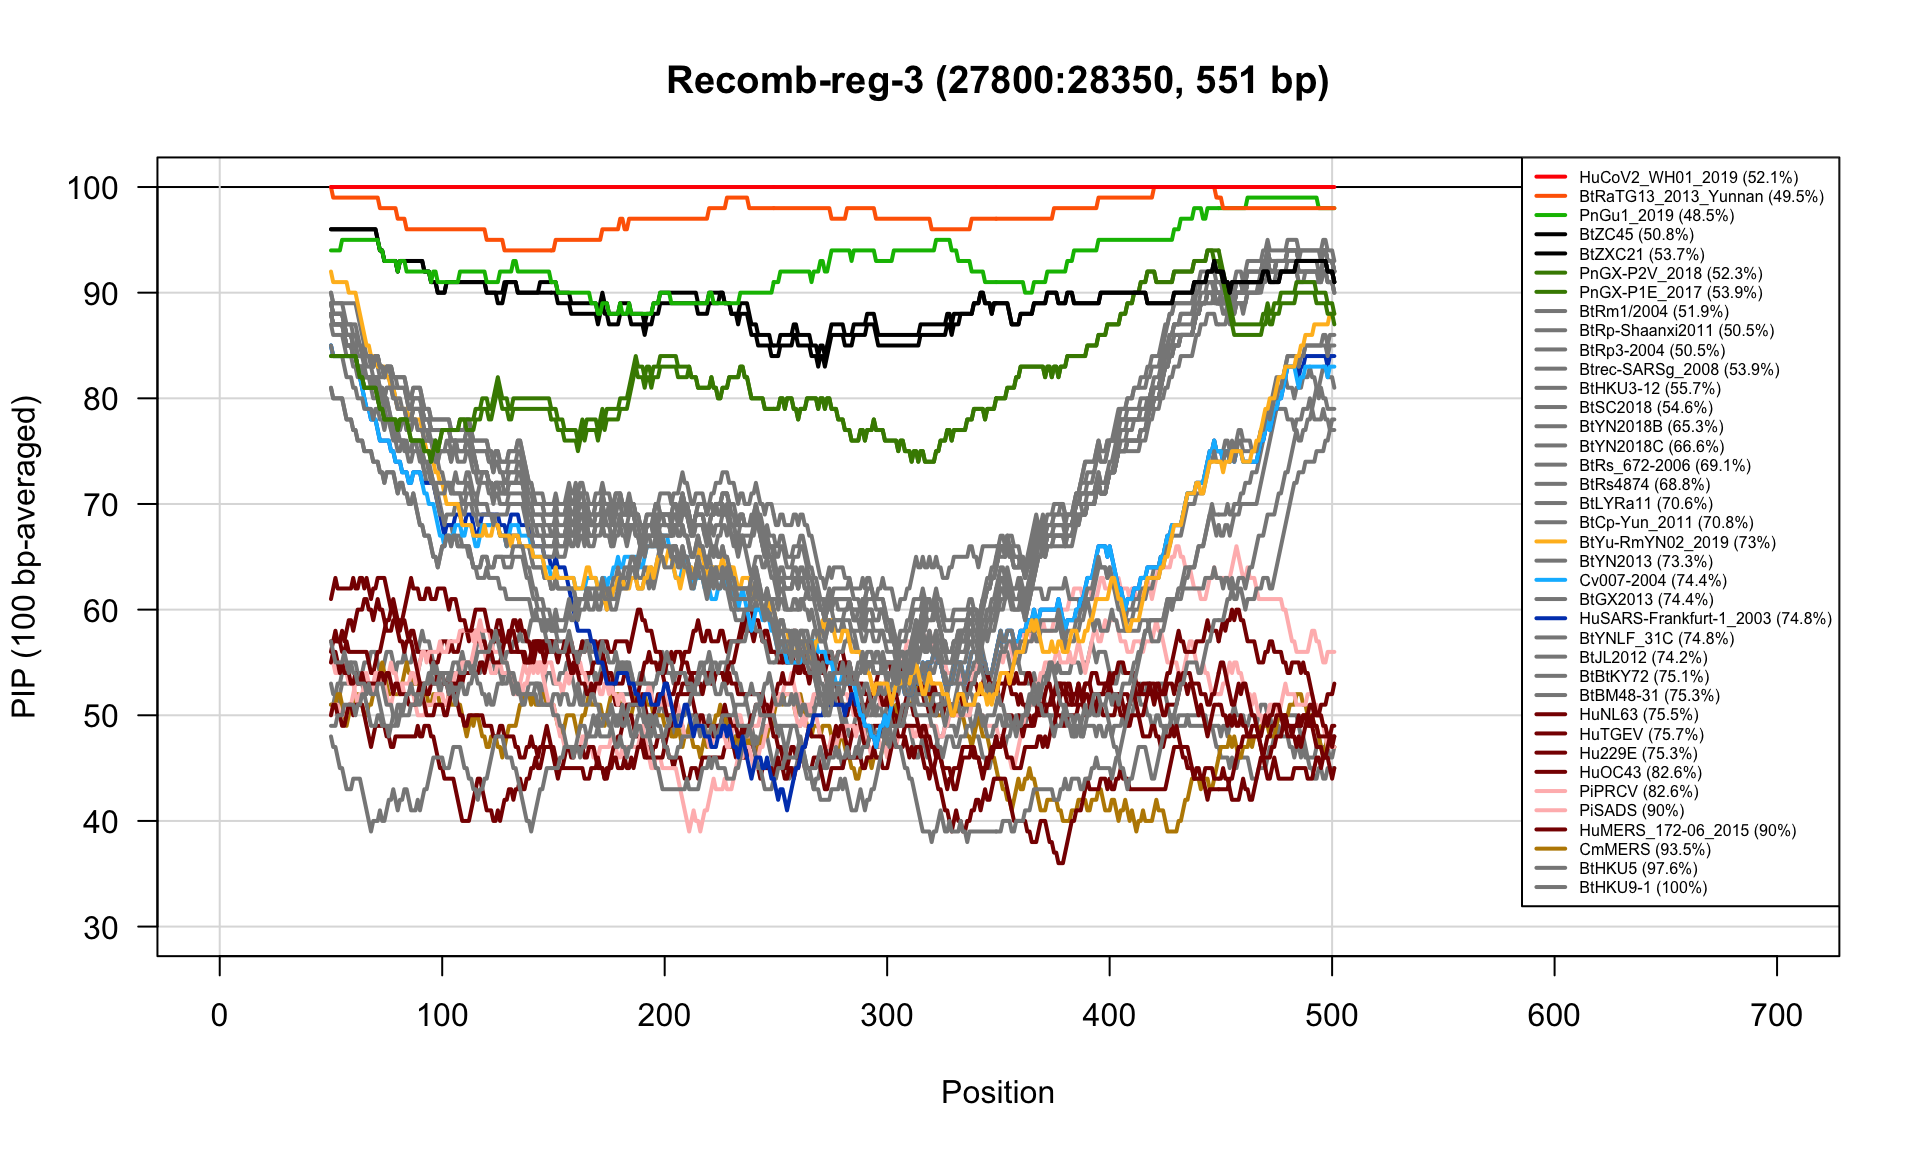 Recomb-reg-3 (27800:28350, 551 bp)
PIP (100 bp-averaged)
100
90
80
70
60
50
40
30
0 100 200 300 400 500 600 700
Position
HuCoV2_WH01_2019 (52.1%)
BtRaTG13_2013_Yunnan (49.5%)
PnGu1_2019 (48.5%)
BtZC45 (50.8%)
BtZXC21 (53.7%)
PnGX-P2V_2018 (52.3%)
PnGX-P1E_2017 (53.9%)
BtRm1/2004 (51.9%)
BtRp-Shaanxi2011 (50.5%)
BtRp3-2004 (50.5%)
Btrec-SARSg_2008 (53.9%)
BtHKU3-12 (55.7%)
BtSC2018 (54.6%)
BtYN2018B (65.3%)
BtYN2018C (66.6%)
BtRs_672-2006 (69.1%)
BtRs4874 (68.8%)
BtLYRa11 (70.6%)
BtCp-Yun_2011 (70.8%)
BtYu-RmYN02_2019 (73%)
BtYN2013 (73.3%)
Cv007-2004 (74.4%)
BtGX2013 (74.4%)
HuSARS-Frankfurt-1_2003 (74.8%)
BtYNLF_31C (74.8%)
BtJL2012 (74.2%)
BtBtKY72 (75.1%)
BtBM48-31 (75.3%)
HuNL63 (75.5%)
HuTGEV (75.7%)
Hu229E (75.3%)
HuOC43 (82.6%)
PiPRCV (82.6%)
PiSADS (90%)
HuMERS_172-06_2015 (90%)
CmMERS (93.5%)
BtHKU5 (97.6%)
BtHKU9-1 (100%)